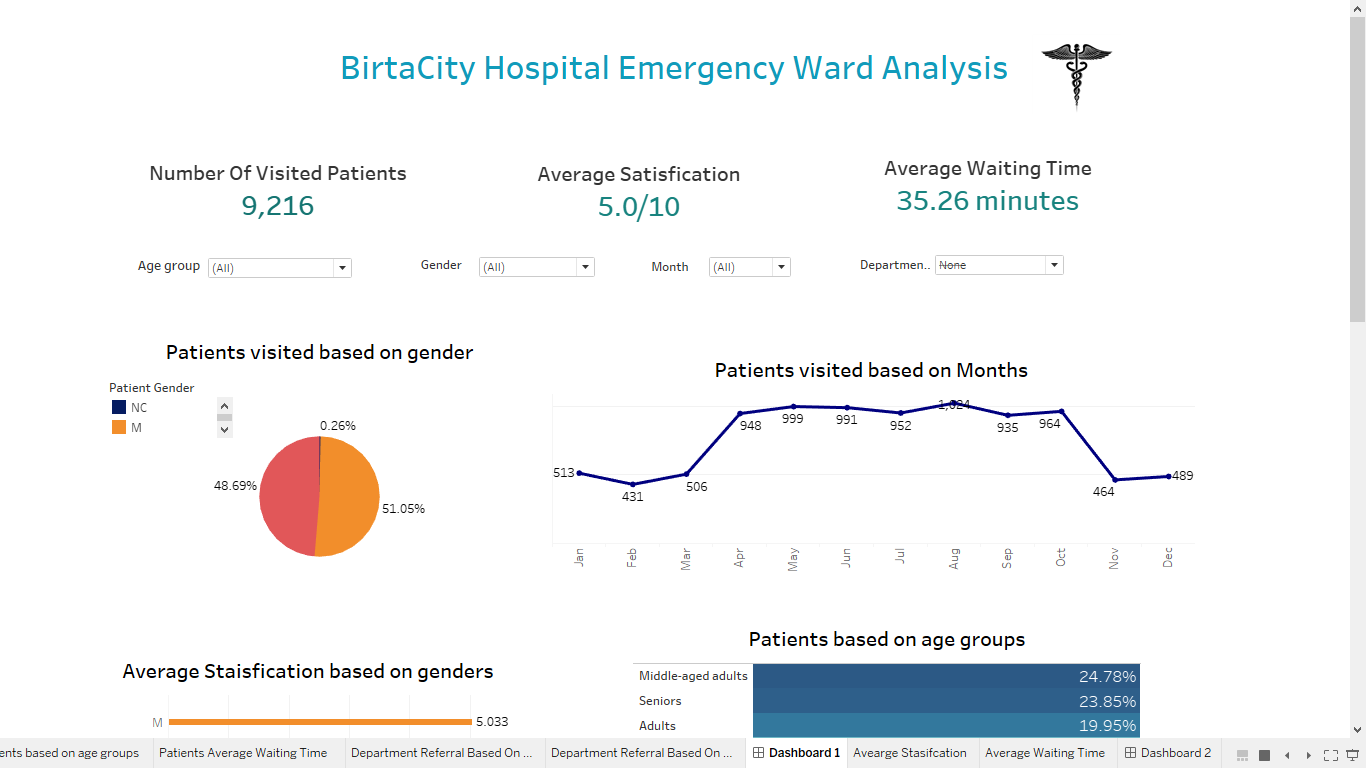 BirtaCity Hospital Emergency Ward Analysis
Number Of Visited Patients
9,216
Average Satisfication
5.0/10
Average Waiting Time
35.26 minutes
Age group (All)
Gender (All)
Month (All)
Departmen.. None
Patients visited based on gender
Patient Gender
NC
M
0.26%
48.69%
51.05%
Patients visited based on Months
513
431
506
948
999
991
952
1,024
935
964
464
489
Jan
Feb
Mar
Apr
May
Jun
Jul
Aug
Sep
Oct
Nov
Dec
Average Staisfication based on genders
M 5.033
Patients based on age groups
Middle-aged adults 24.78%
Seniors 23.85%
Adults 19.95%
ents based on age groups
Patients Average Waiting Time
Department Referral Based On ...
Department Referral Based On ...
Dashboard 1
Avearge Stasifcation
Average Waiting Time
Dashboard 2